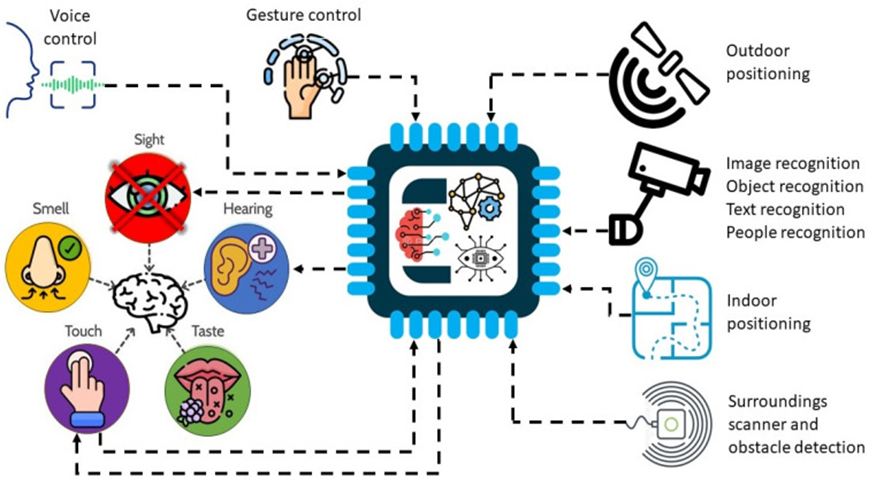 Voice
control
Gesture control
Outdoor
positioning
Image recognition
Object recognition
Text recognition
People recognition
Sight
Smell
Hearing
Touch
Taste
Indoor
positioning
Surroundings
scanner and
obstacle detection